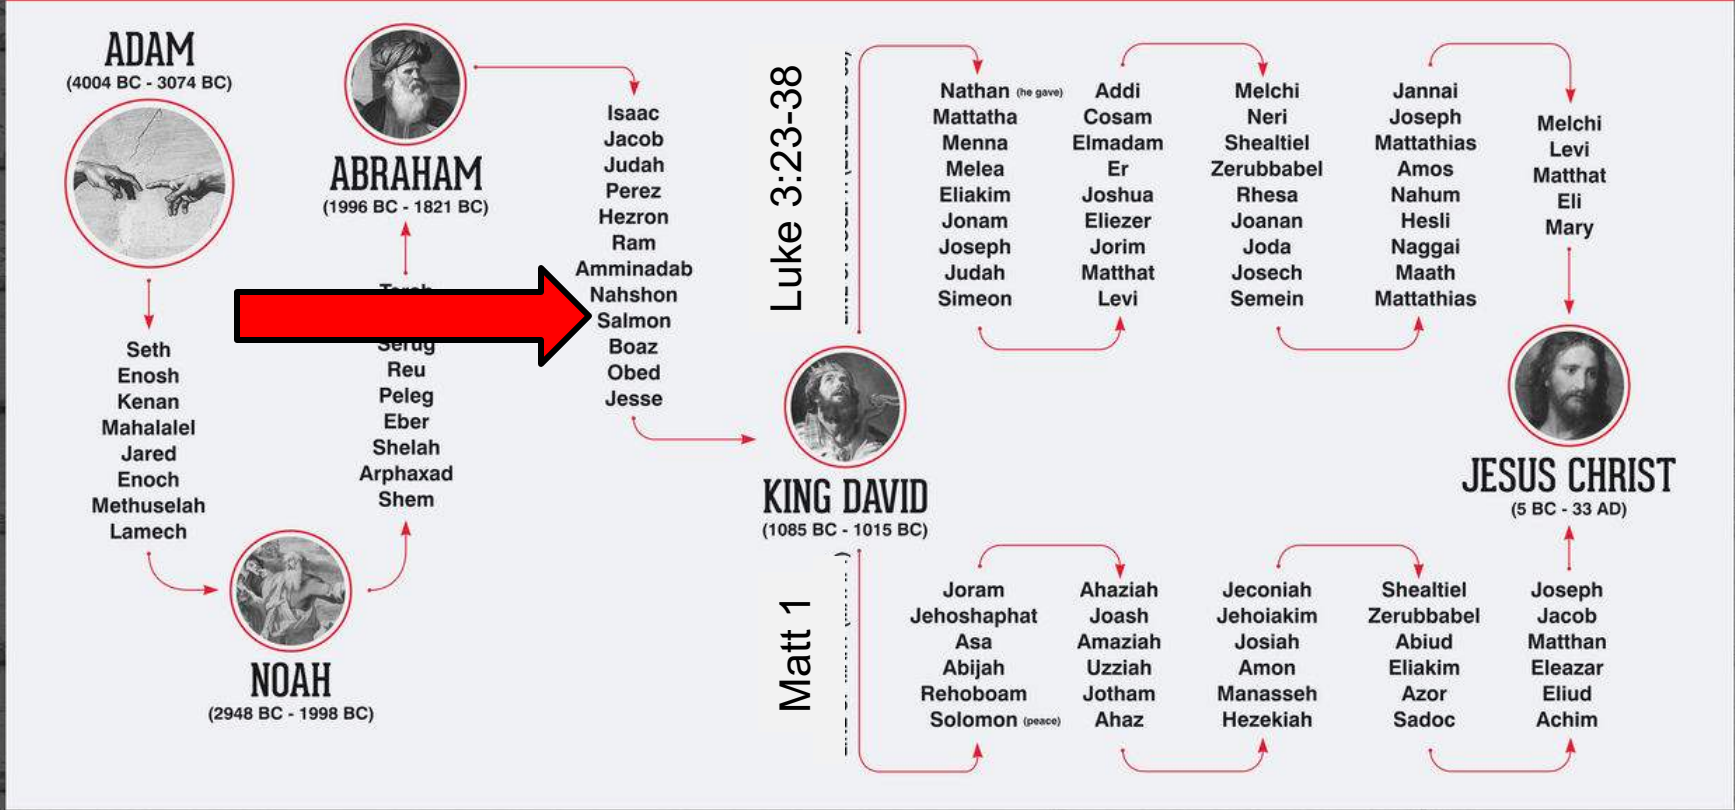 ADAM
(4004 BC - 3074 BC)
Seth
Enosh
Kenan
Mahalalel
Jared
Enoch
Methuselah
Lamech
NOAH
(2948 BC - 1998 BC)
ABRAHAM
(1996 BC - 1821 BC)
Serug
Reu
Peleg
Eber
Shelah
Arphaxad
Shem
Isaac
Jacob
Judah
Perez
Hezron
Ram
Amminadab
Nahshon
Salmon
Boaz
Obed
Jesse
KING DAVID
(1085 BC - 1015 BC)
Luke 3:23-38
Nathan (he gave)
Mattatha
Menna
Melea
Eliakim
Jonam
Joseph
Judah
Simeon
Addi
Cosam
Elmadam
Er
Joshua
Eliezer
Jorim
Matthat
Levi
Melchi
Neri
Shealtiel
Zerubbabel
Rhesa
Joanan
Joda
Josech
Semein
Jannai
Joseph
Mattathias
Amos
Nahum
Hesli
Naggai
Maath
Mattathias
Melchi
Levi
Matthat
Eli
Mary
Matt 1
Joram
Jehoshaphat
Asa
Abijah
Rehoboam
Solomon (peace)
Ahaziah
Joash
Amaziah
Uzziah
Jotham
Ahaz
Jeconiah
Jehoiakim
Josiah
Amon
Manasseh
Hezekiah
Shealtiel
Zerubbabel
Abiud
Eliakim
Azor
Sadoc
Joseph
Jacob
Matthan
Eleazar
Eliud
Achim
JESUS CHRIST
(5 BC - 33 AD)